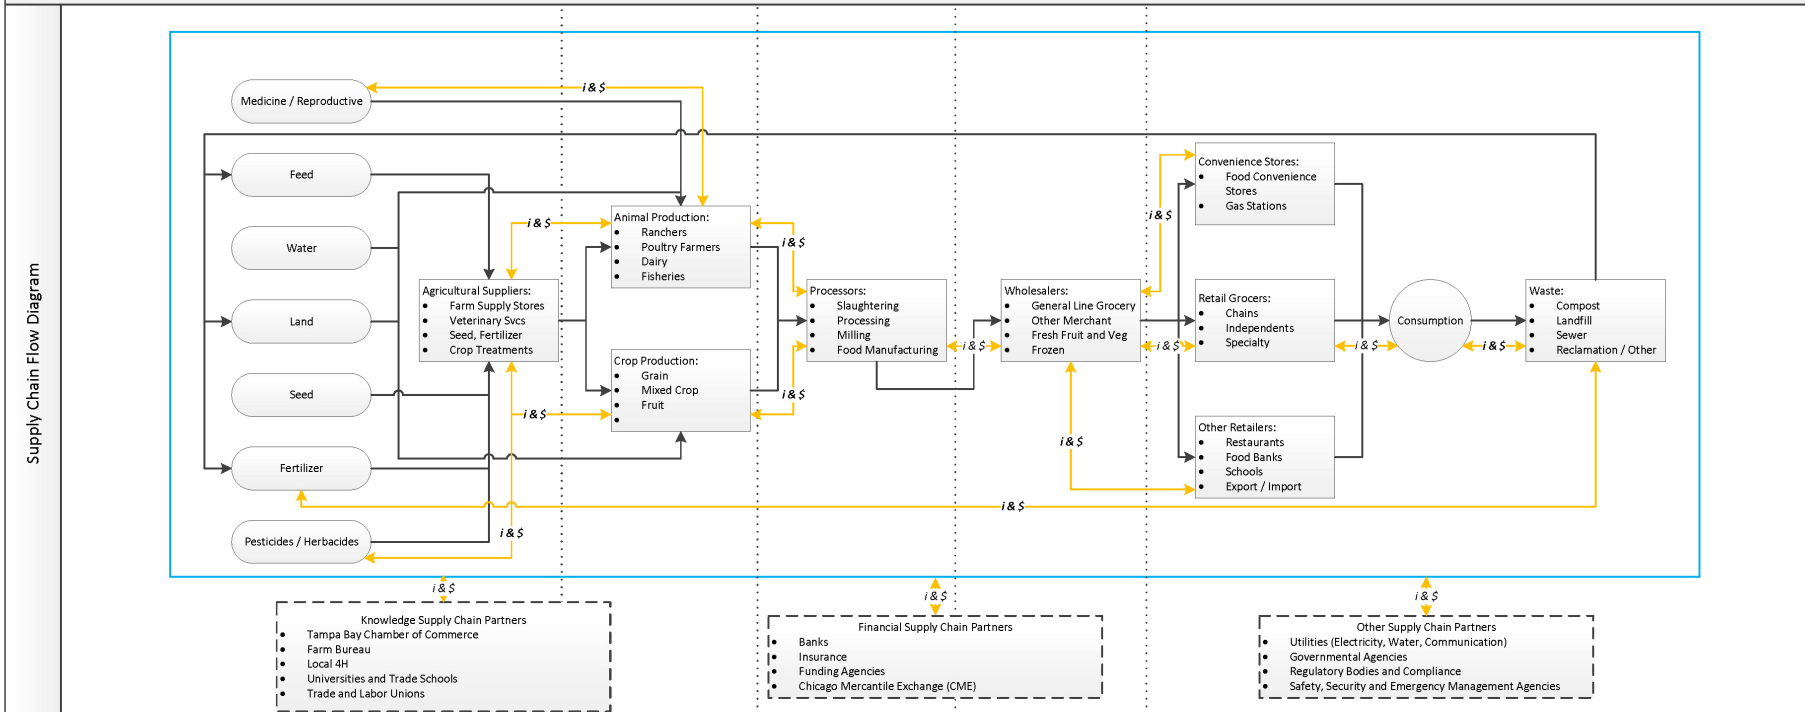 Supply Chain Flow Diagram
Medicine / Reproductive
Feed
Water
Land
Seed
Fertilizer
Pesticides / Herbacides
i & $
i & $
i & $
i & $
Agricultural Suppliers:
• Farm Supply Stores
• Veterinary Svcs
• Seed, Fertilizer
• Crop Treatments
Animal Production:
• Ranchers
• Poultry Farmers
• Dairy
• Fisheries
Crop Production:
• Grain
• Mixed Crop
• Fruit
•
i & $
i & $
Processors:
• Slaughtering
• Processing
• Milling
• Food Manufacturing
i & $
Wholesalers:
• General Line Grocery
• Other Merchant
• Fresh Fruit and Veg
• Frozen
i & $
i & $
i & $
i & $
Convenience Stores:
• Food Convenience
Stores
• Gas Stations
Retail Grocers:
• Chains
• Independents
• Specialty
Other Retailers:
• Restaurants
• Food Banks
• Schools
• Export / Import
i & $
Consumption
i & $
Waste:
• Compost
• Landfill
• Sewer
• Reclamation / Other
i & $
Knowledge Supply Chain Partners
• Tampa Bay Chamber of Commerce
• Farm Bureau
• Local 4H
• Universities and Trade Schools
• Trade and Labor Unions
i & $
Financial Supply Chain Partners
• Banks
• Insurance
• Funding Agencies
• Chicago Mercantile Exchange (CME)
i & $
Other Supply Chain Partners
• Utilities (Electricity, Water, Communication)
• Governmental Agencies
• Regulatory Bodies and Compliance
• Safety, Security and Emergency Management Agencies